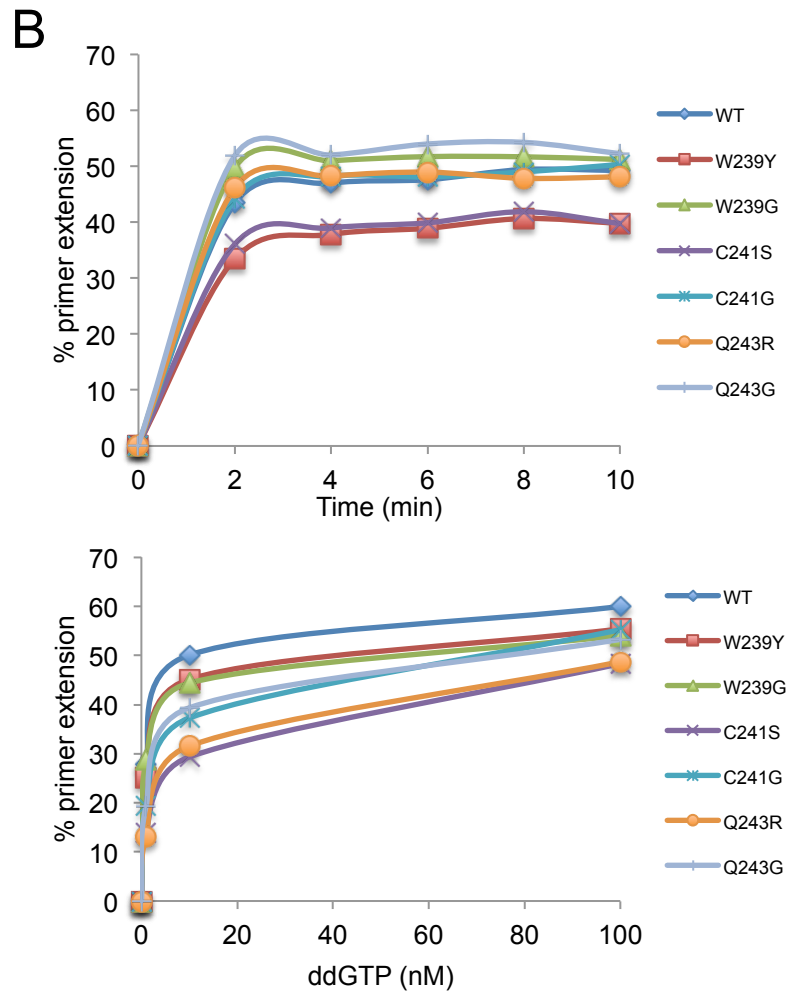 B
70
60
50
40
30
20
10
0
% primer extension
0 2 4 6 8 10
Time (min)
WT
W239Y
W239G
C241S
C241G
Q243R
Q243G
70
60
50
40
30
20
10
0
% primer extension
0 20 40 60 80 100
ddGTP (nM)
WT
W239Y
W239G
C241S
C241G
Q243R
Q243G